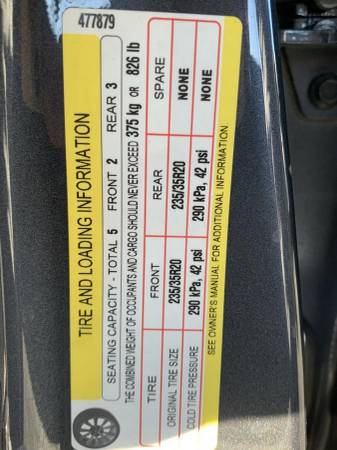 477879
TIRE AND LOADING INFORMATION
SEATING CAPACITY - TOTAL 5 FRONT 2 REAR 3
THE COMBINED WEIGHT OF OCCUPANTS AND CARGO SHOULD NEVER EXCEED 375 kg OR 826 lb
TIRE FRONT REAR SPARE
ORIGINAL TIRE SIZE 235/35R20 235/35R20 NONE
COLD TIRE PRESSURE 290 kPa, 42 psi 290 kPa, 42 psi NONE
SEE OWNER'S MANUAL FOR ADDITIONAL INFORMATION